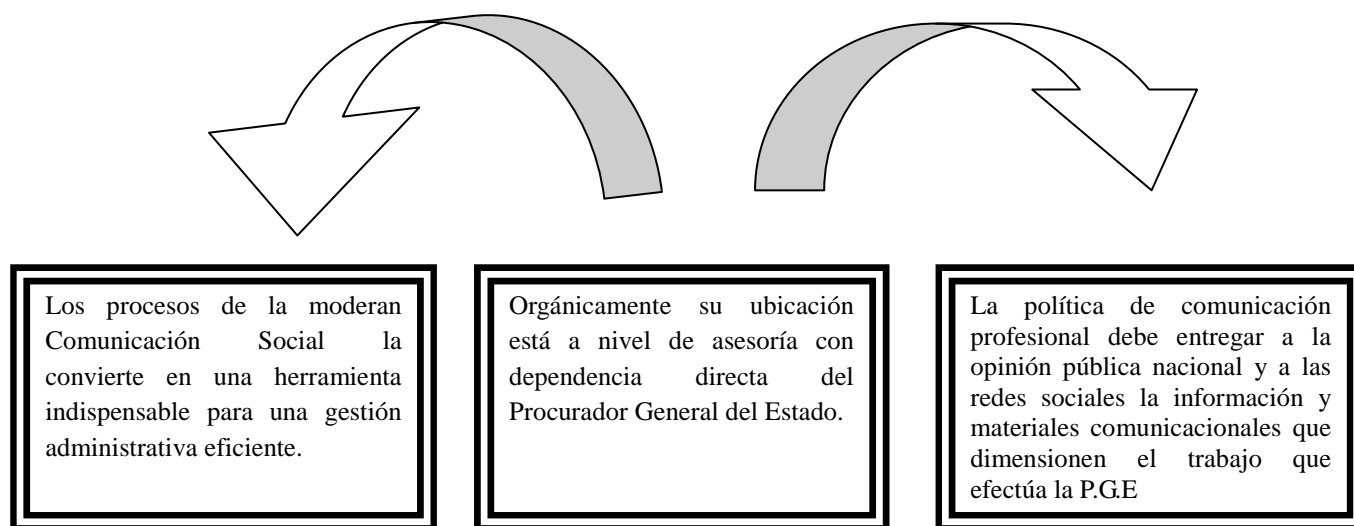 Los procesos de la moderan
Comunicación Social la
convierte en una herramienta
indispensable para una gestión
administrativa eficiente.
Orgánicamente su ubicación
está a nivel de asesoría con
dependencia directa del
Procurador General del Estado.
La política de comunicación
profesional debe entregar a la
opinión pública nacional y a las
redes sociales la información y
materiales comunicacionales que
dimensionen el trabajo que
efectúa la P.G.E